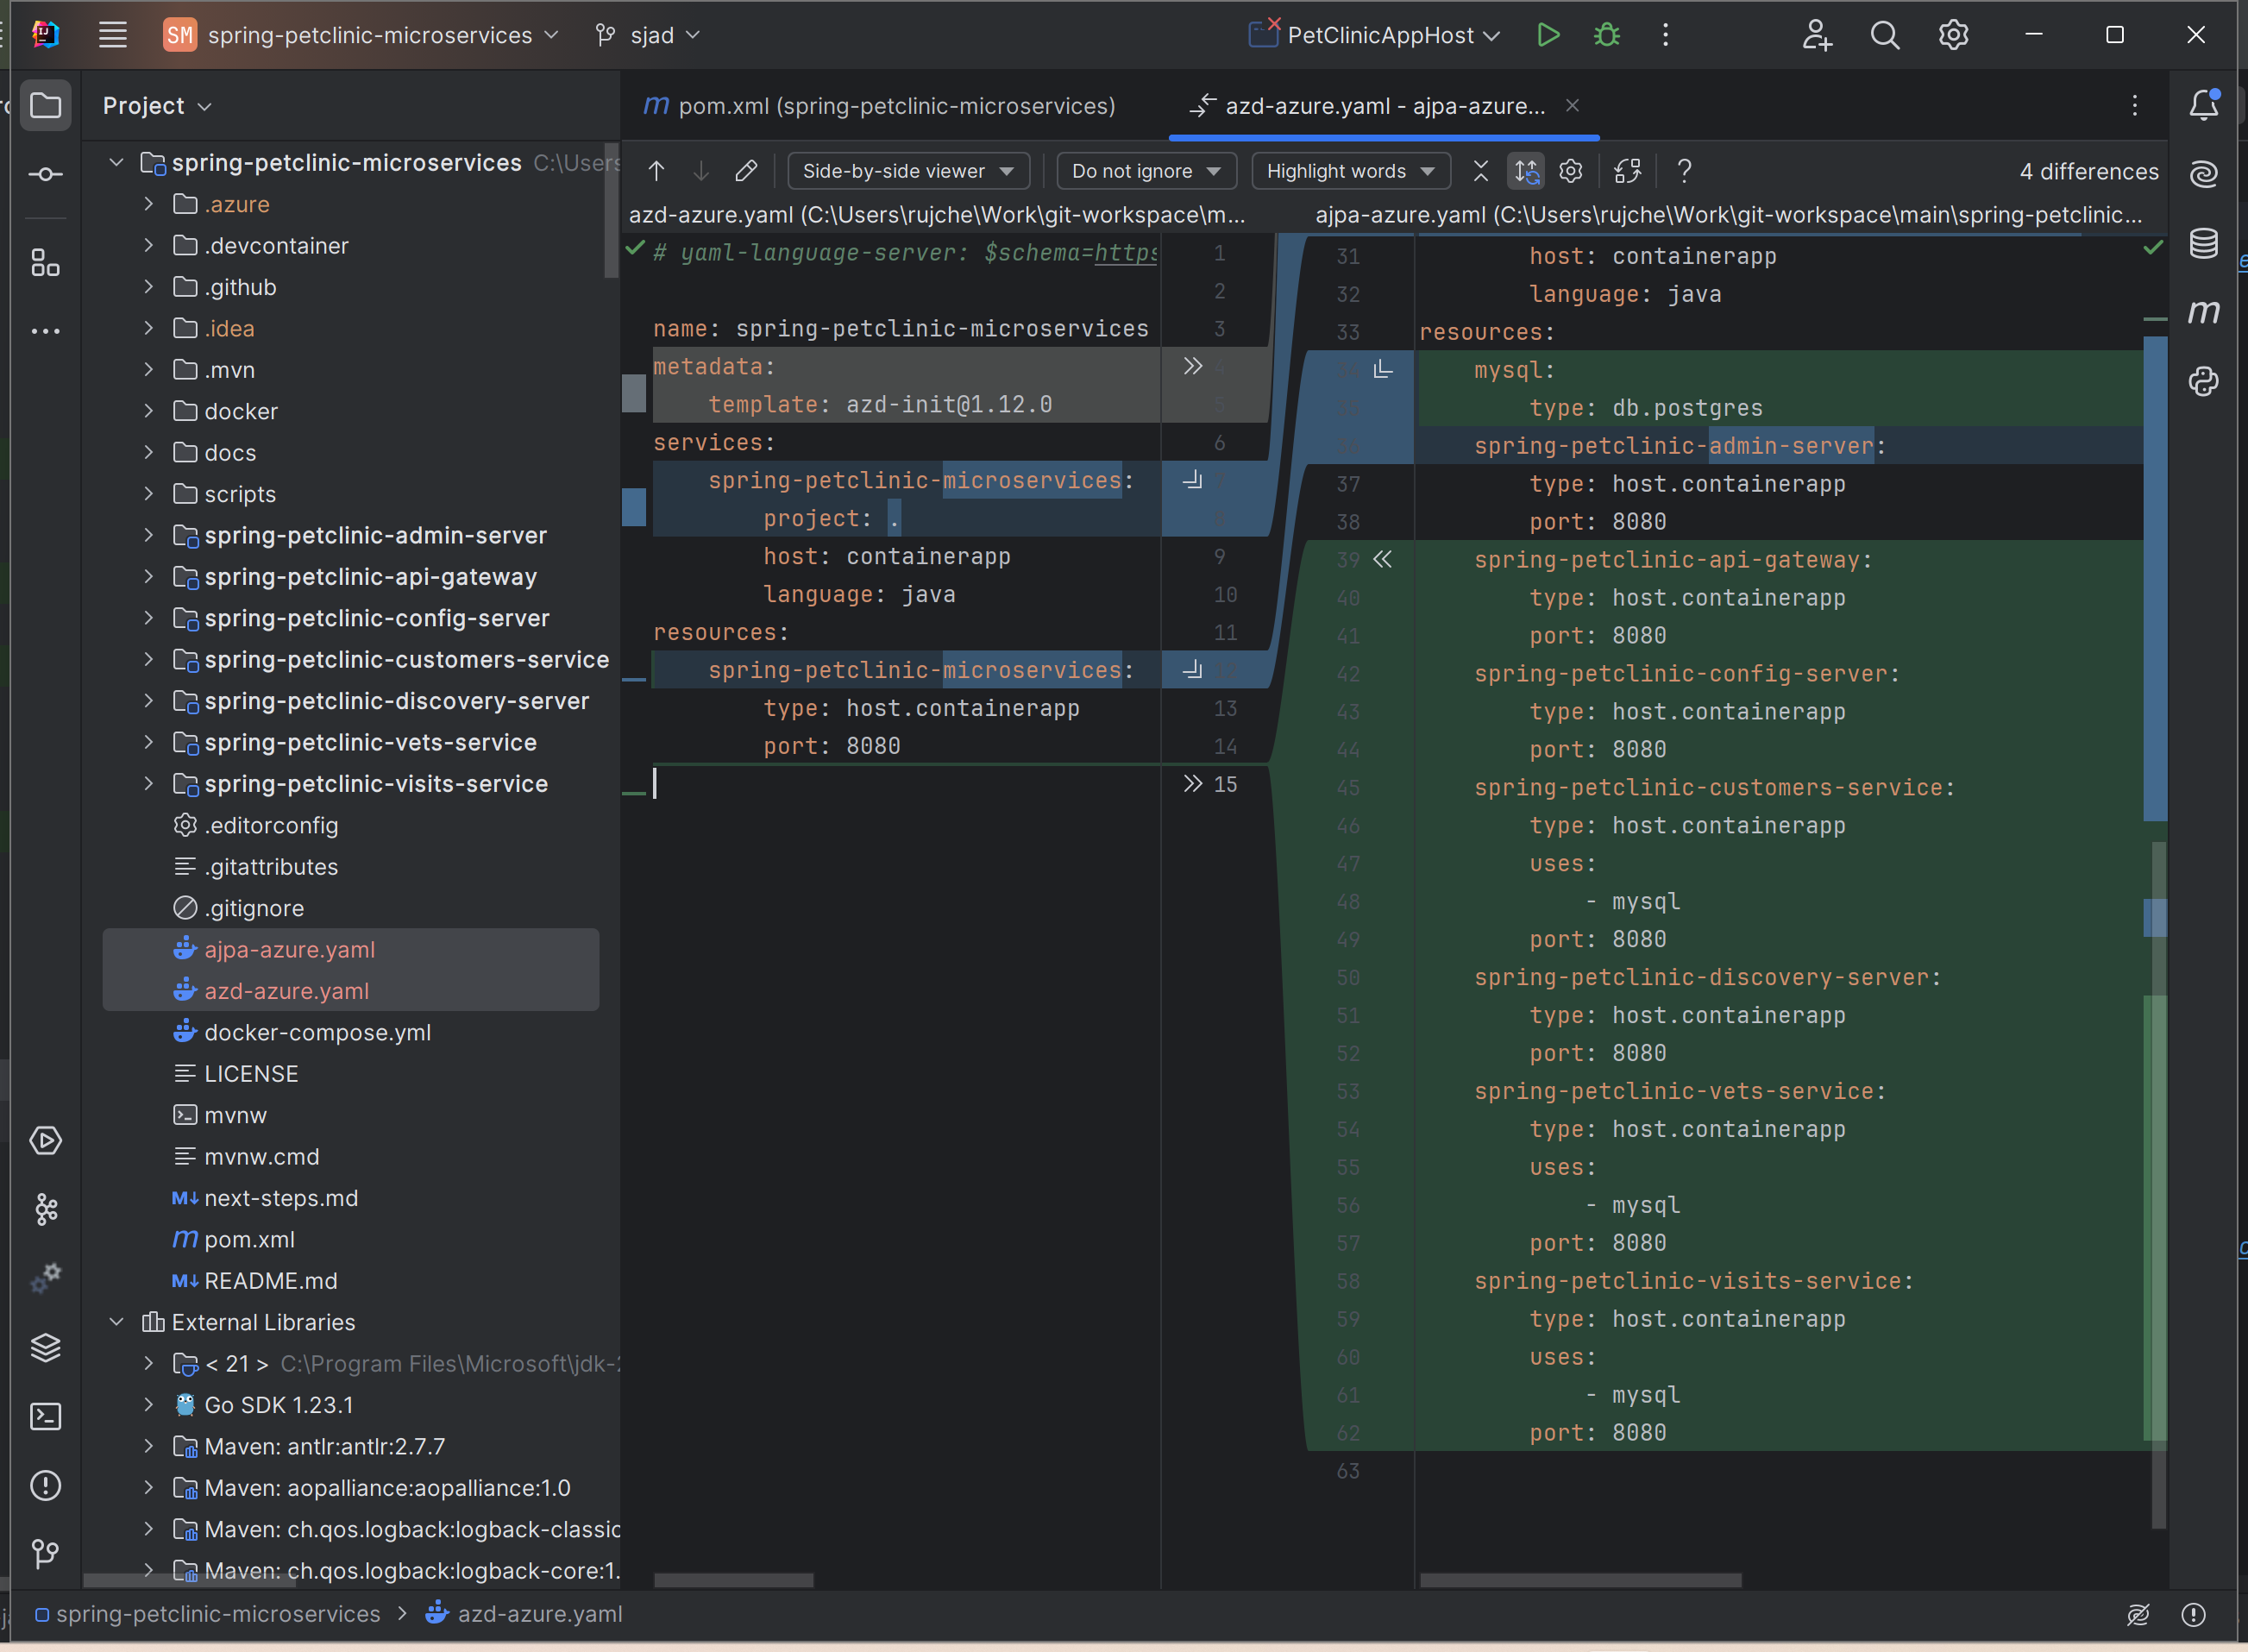 SM spring-petclinic-microservices sjad PetClinicAppHost
Project
pom.xml (spring-petclinic-microservices)
azd-azure.yaml - ajpa-azure...
spring-petclinic-microservices C:\Users
.azure
.devcontainer
.github
.idea
.mvn
docker
docs
scripts
spring-petclinic-admin-server
spring-petclinic-api-gateway
spring-petclinic-config-server
spring-petclinic-customers-service
spring-petclinic-discovery-server
spring-petclinic-vets-service
spring-petclinic-visits-service
.editorconfig
.gitattributes
.gitignore
ajpa-azure.yaml
azd-azure.yaml
docker-compose.yml
LICENSE
mvnw
mvnw.cmd
next-steps.md
pom.xml
README.md
External Libraries
< 21 > C:\Program Files\Microsoft\jdk-2
Go SDK 1.23.1
Maven: antlr:antlr:2.7.7
Maven: aopalliance:aopalliance:1.0
Maven: ch.qos.logback:logback-classic
Maven: ch.qos.logback:logback-core:1.
Side-by-side viewer Do not ignore Highlight words ? 4 differences
azd-azure.yaml (C:\Users\rujche\Work\git-workspace\m...
# yaml-language-server: $schema=https 1
2
name: spring-petclinic-microservices 3
metadata: 4
template: azd-init@1.12.0 5
services: 6
spring-petclinic-microservices:
project: .
host: containerapp 9
language: java 10
resources: 11
spring-petclinic-microservices:
type: host.containerapp 13
port: 8080 14
15
ajpa-azure.yaml (C:\Users\rujche\Work\git-workspace\main\spring-petclinic...
31 host: containerapp
32 language: java
33 resources:
mysql:
type: db.postgres
spring-petclinic-admin-server:
37 type: host.containerapp
38 port: 8080
39 spring-petclinic-api-gateway:
40 type: host.containerapp
41 port: 8080
42 spring-petclinic-config-server:
43 type: host.containerapp
44 port: 8080
45 spring-petclinic-customers-service:
46 type: host.containerapp
47 uses:
48 - mysql
49 port: 8080
50 spring-petclinic-discovery-server:
51 type: host.containerapp
52 port: 8080
53 spring-petclinic-vets-service:
54 type: host.containerapp
55 uses:
56 - mysql
57 port: 8080
58 spring-petclinic-visits-service:
59 type: host.containerapp
60 uses:
61 - mysql
62 port: 8080
63
spring-petclinic-microservices > azd-azure.yaml